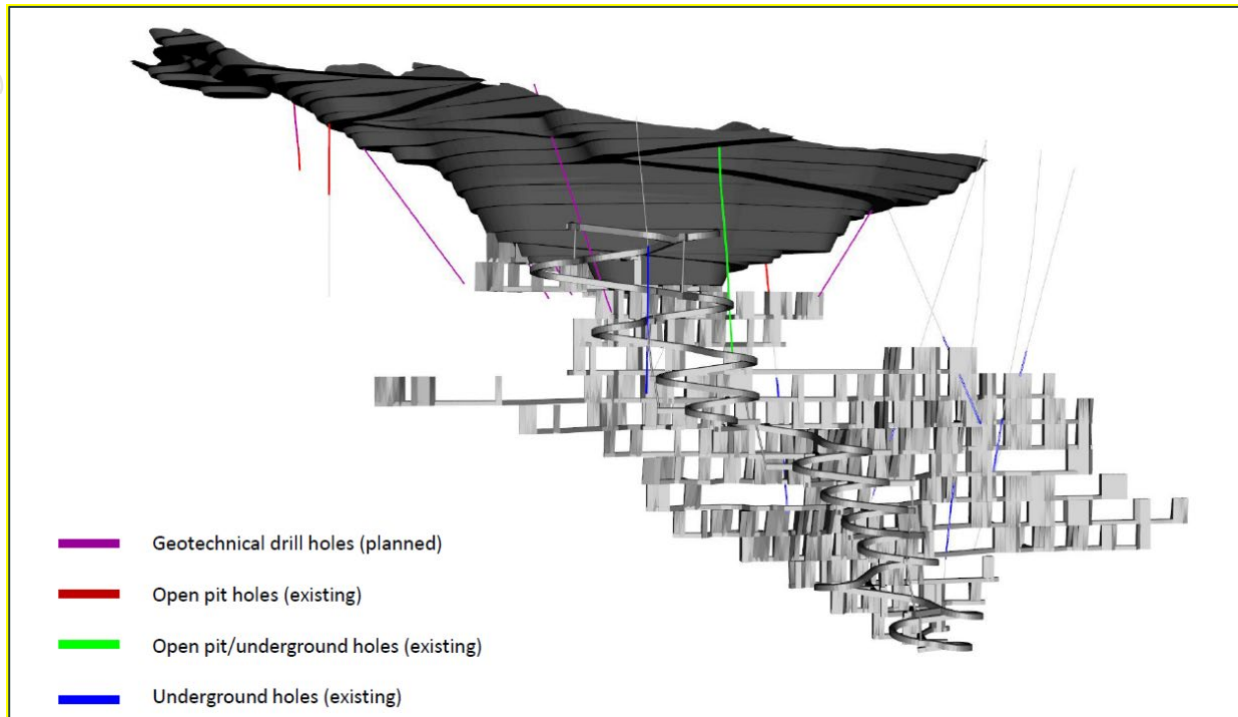 Geotechnical drill holes (planned)
Open pit holes (existing)
Open pit/underground holes (existing)
Underground holes (existing)